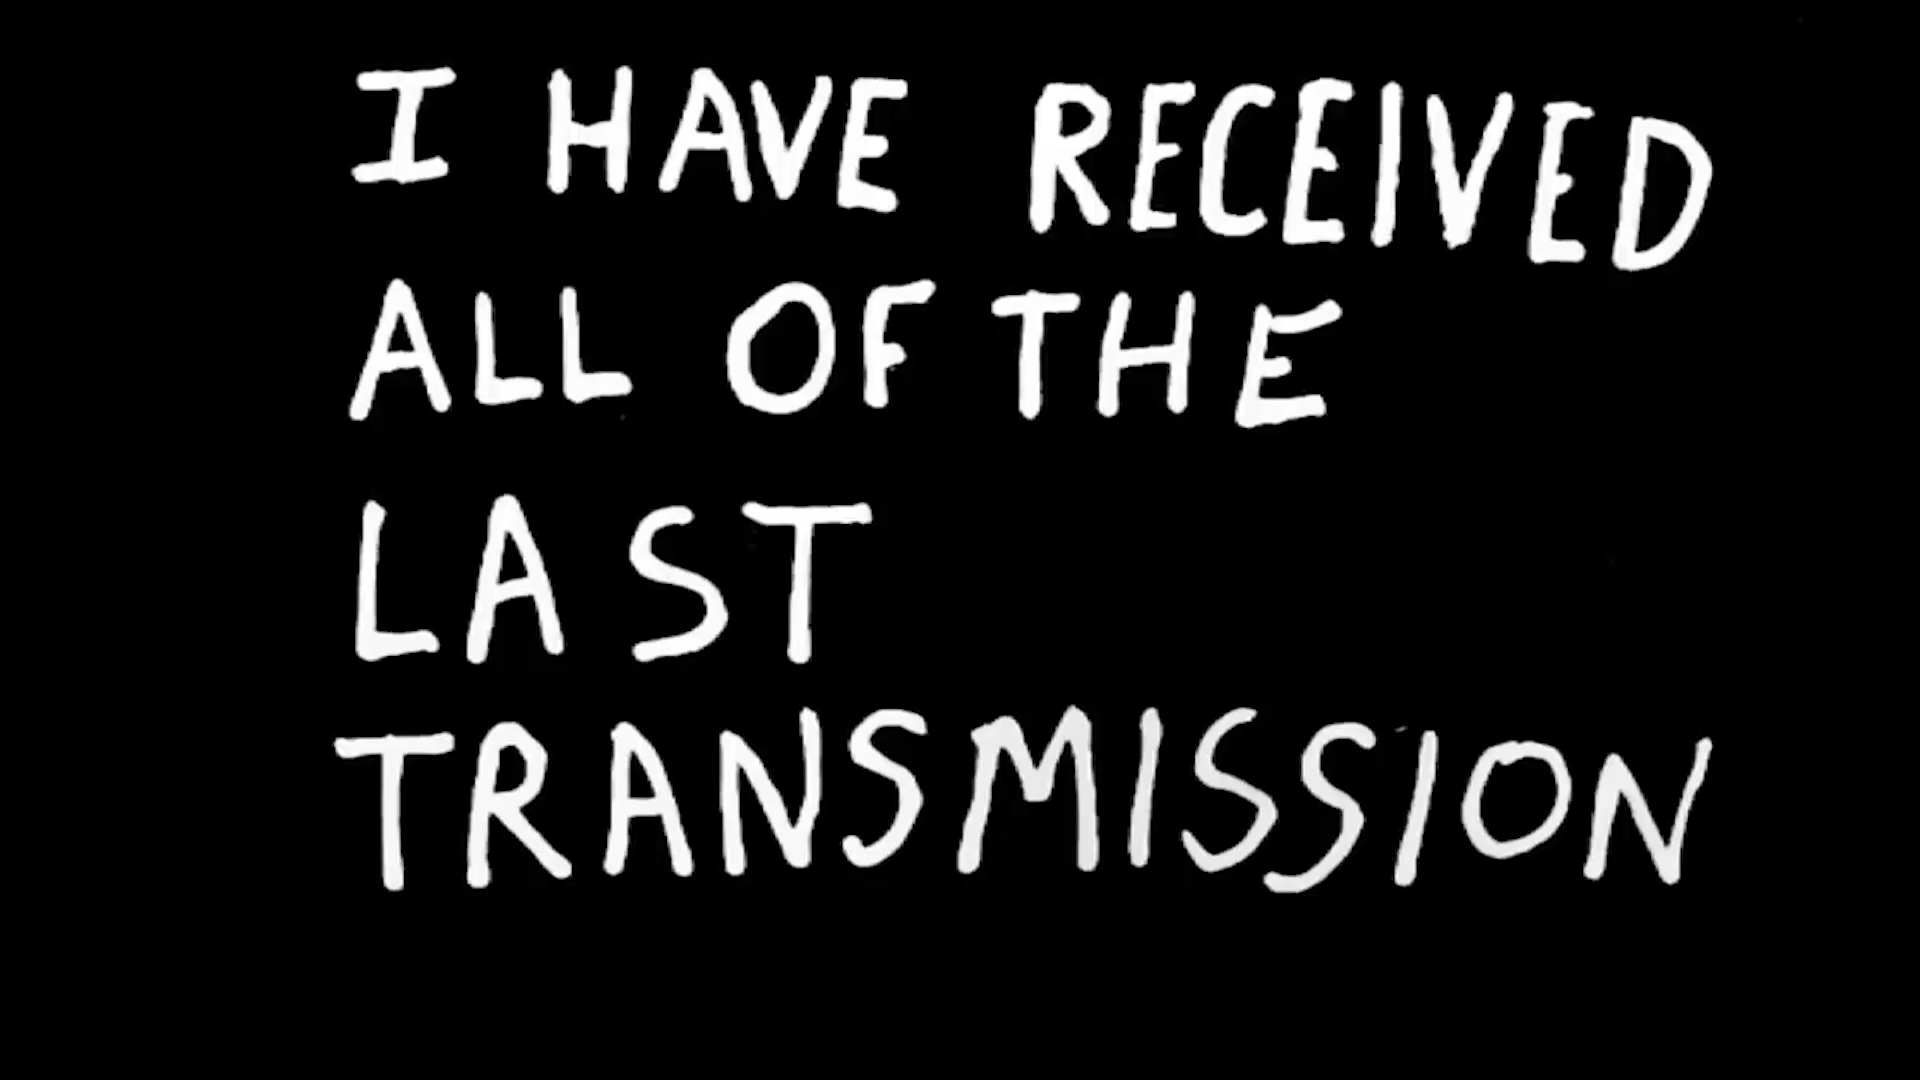 I HAVE RECEIVED
ALL OF THE
LAST
TRANSMISSION